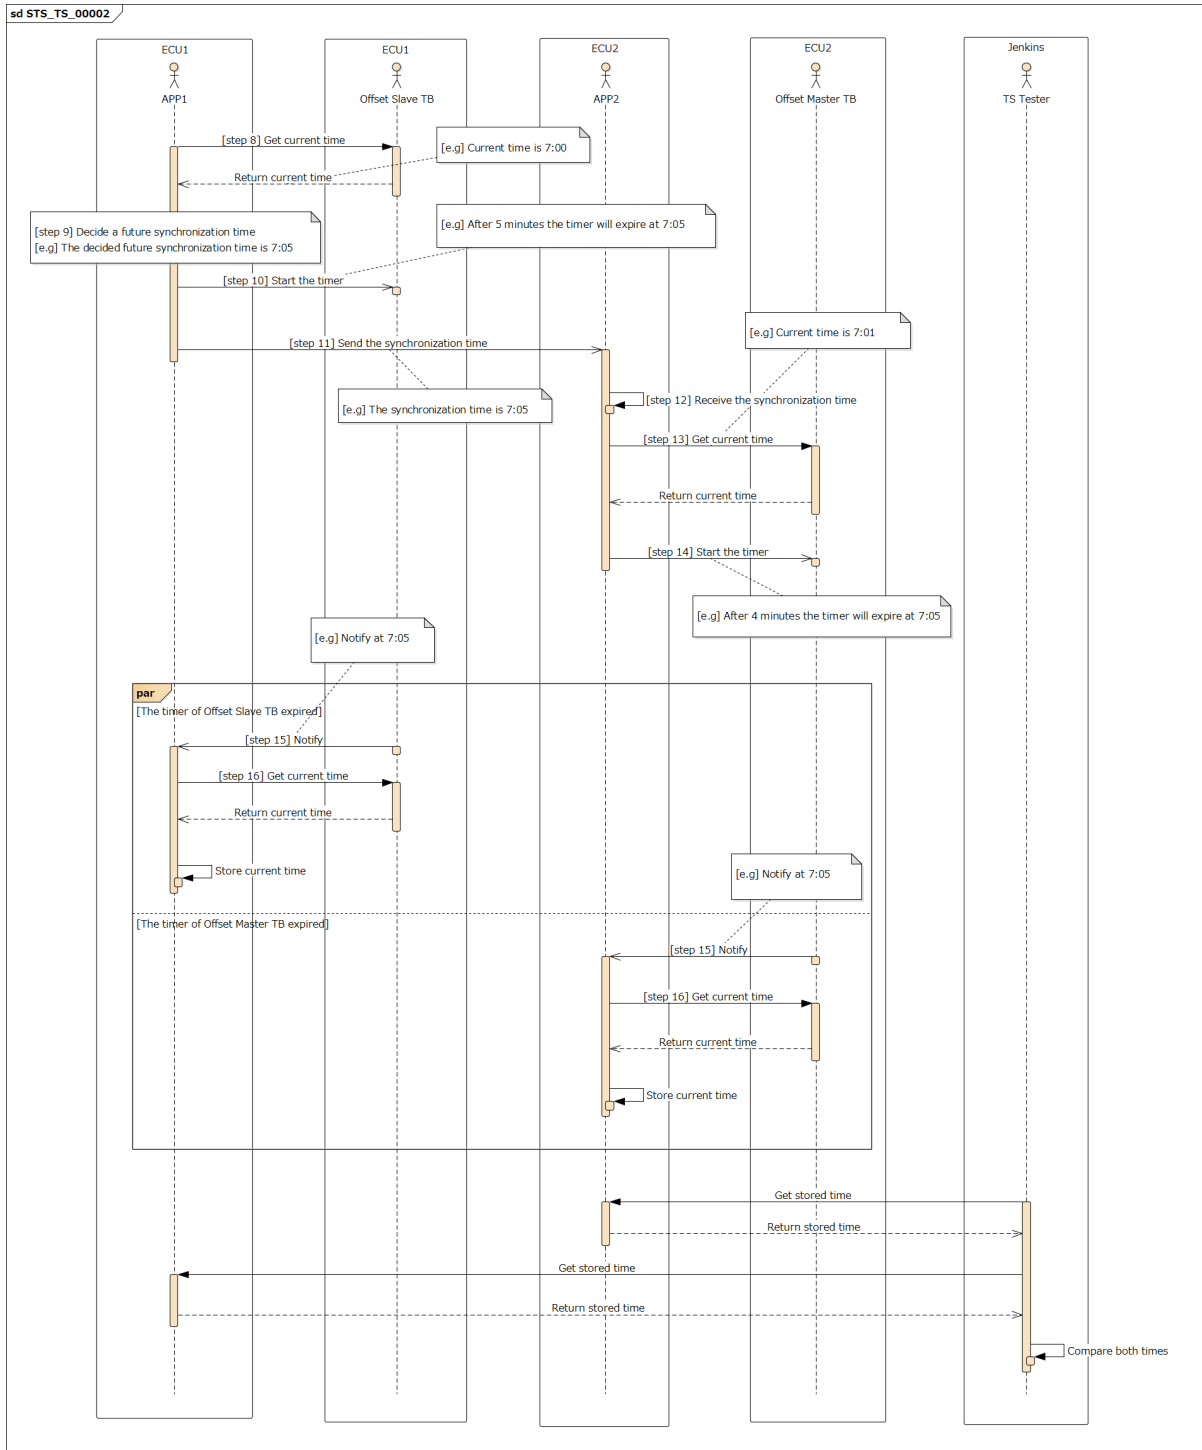 sd STS_TS_00002
ECU1
ECU1
ECU2
ECU2
Jenkins
APP1
Offset Slave TB
APP2
Offset Master TB
TS Tester
[step 8] Get current time
[e.g] Current time is 7:00
Return current time
[step 9] Decide a future synchronization time
[e.g] The decided future synchronization time is 7:05
[e.g] After 5 minutes the timer will expire at 7:05
[step 10] Start the timer
[e.g] Current time is 7:01
[step 11] Send the synchronization time
[e.g] The synchronization time is 7:05
[step 12] Receive the synchronization time
[step 13] Get current time
Return current time
[step 14] Start the timer
[e.g] After 4 minutes the timer will expire at 7:05
[e.g] Notify at 7:05
par
[The timer of Offset Slave TB expired]
[step 15] Notify
[step 16] Get current time
Return current time
Store current time
[e.g] Notify at 7:05
[The timer of Offset Master TB expired]
[step 15] Notify
[step 16] Get current time
Return current time
Store current time
Get stored time
Return stored time
Get stored time
Return stored time
Compare both times